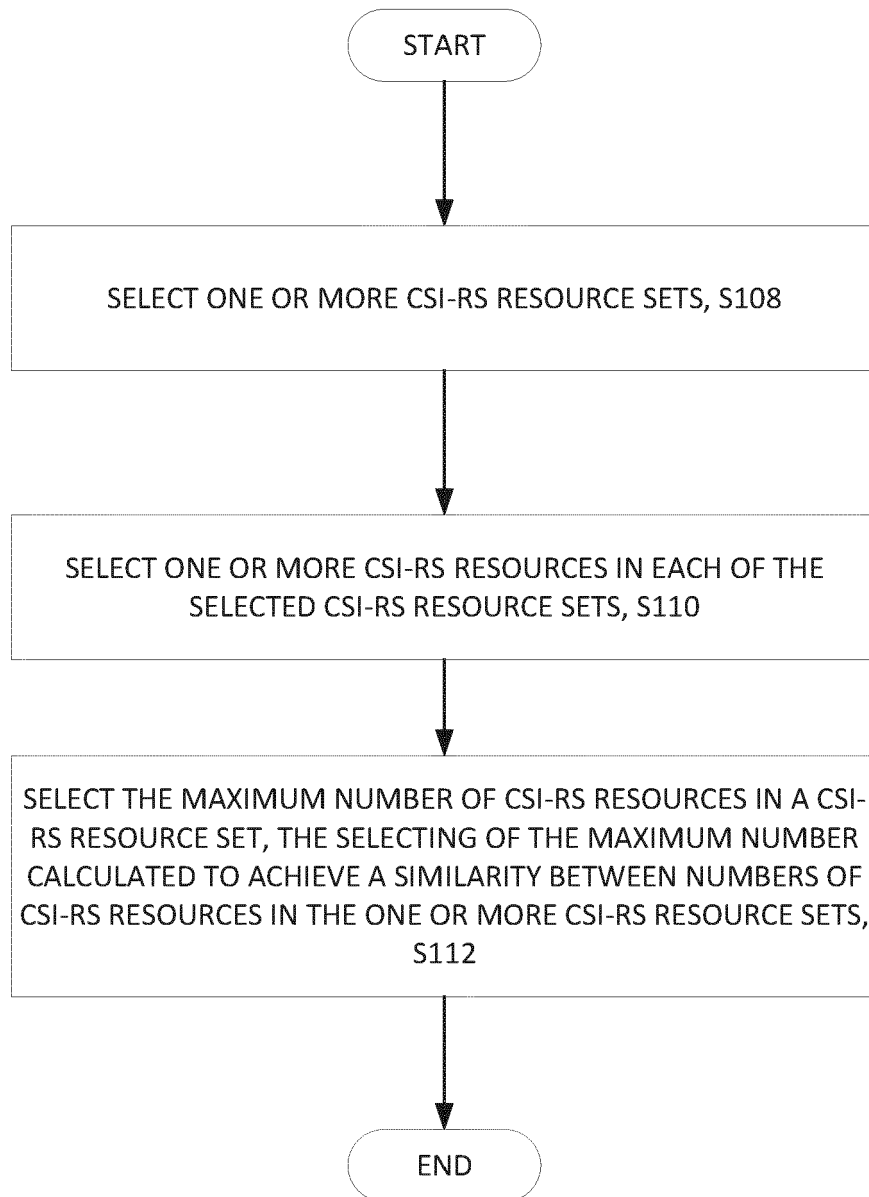 START
SELECT ONE OR MORE CSI-RS RESOURCE SETS, S108
SELECT ONE OR MORE CSI-RS RESOURCES IN EACH OF THE
SELECTED CSI-RS RESOURCE SETS, S110
SELECT THE MAXIMUM NUMBER OF CSI-RS RESOURCES IN A CSI-
RS RESOURCE SET, THE SELECTING OF THE MAXIMUM NUMBER
CALCULATED TO ACHIEVE A SIMILARITY BETWEEN NUMBERS OF
CSI-RS RESOURCES IN THE ONE OR MORE CSI-RS RESOURCE SETS,
S112
END